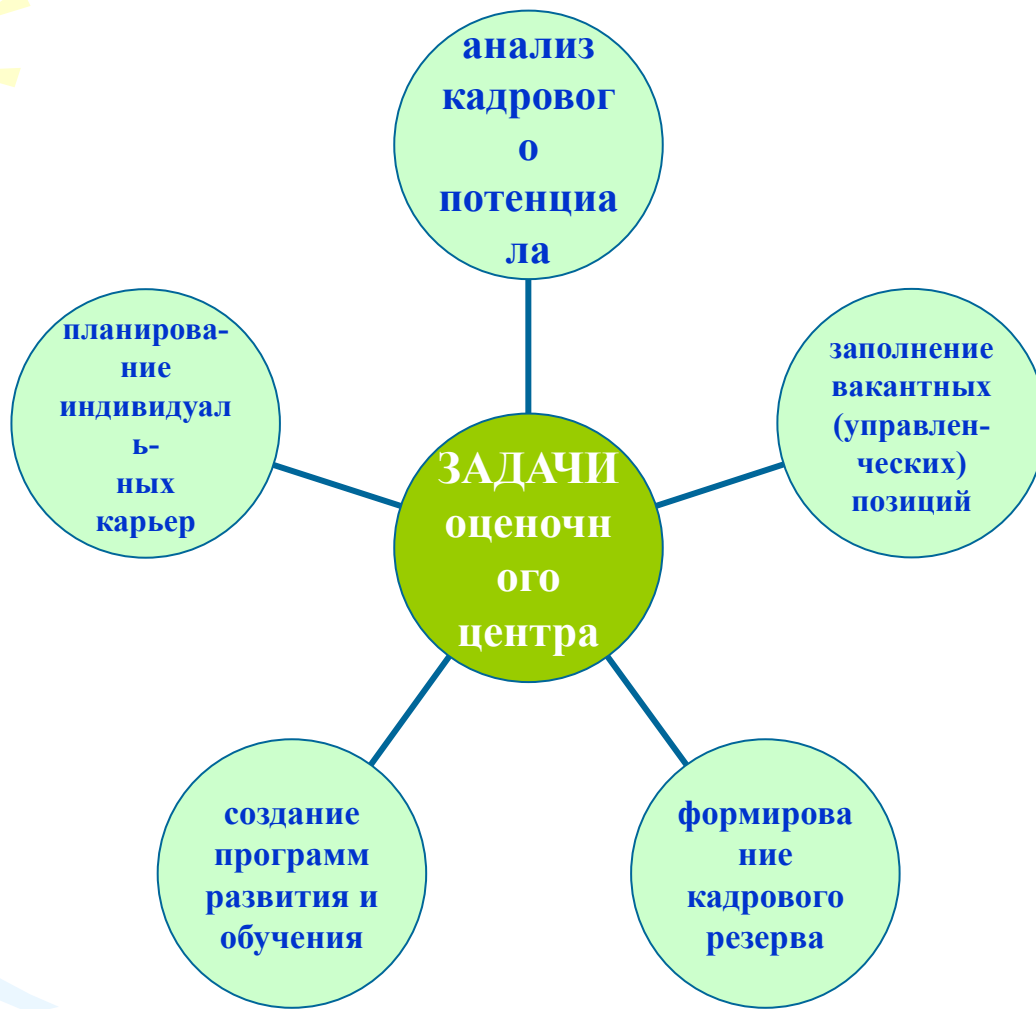 анализ
кадровог
о
потенциа
ла
заполнение
вакантных
(управлен-
ческих)
позиций
формирова
ние
кадрового
резерва
создание
программ
развития и
обучения
планирова-
ние
индивидуал
ь-
ных
карьер
ЗАДАЧИ
оценочн
ого
центра